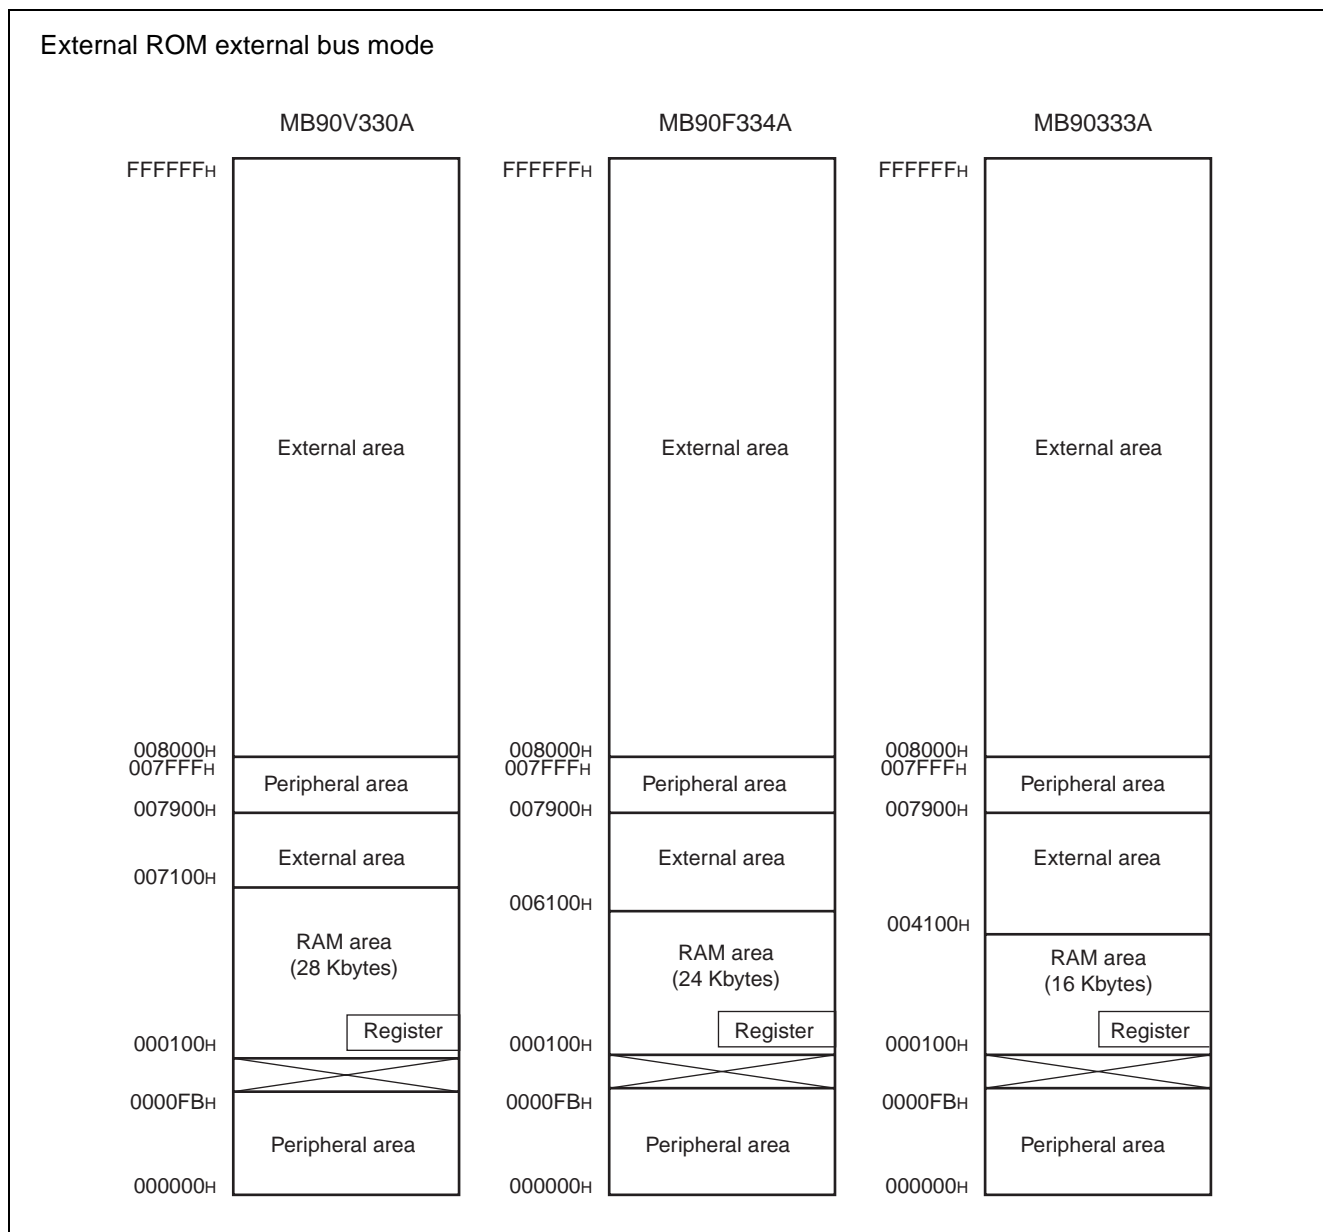 External ROM external bus mode
MB90V330A
FFFFFFH
External area
008000H
007FFFH
Peripheral area
007900H
External area
007100H
RAM area
(28 Kbytes)
Register
000100H
0000FBH
Peripheral area
000000H
MB90F334A
FFFFFFH
External area
008000H
007FFFH
Peripheral area
007900H
External area
006100H
RAM area
(24 Kbytes)
Register
000100H
0000FBH
Peripheral area
000000H
MB90333A
FFFFFFH
External area
008000H
007FFFH
Peripheral area
007900H
External area
004100H
RAM area
(16 Kbytes)
Register
000100H
0000FBH
Peripheral area
000000H